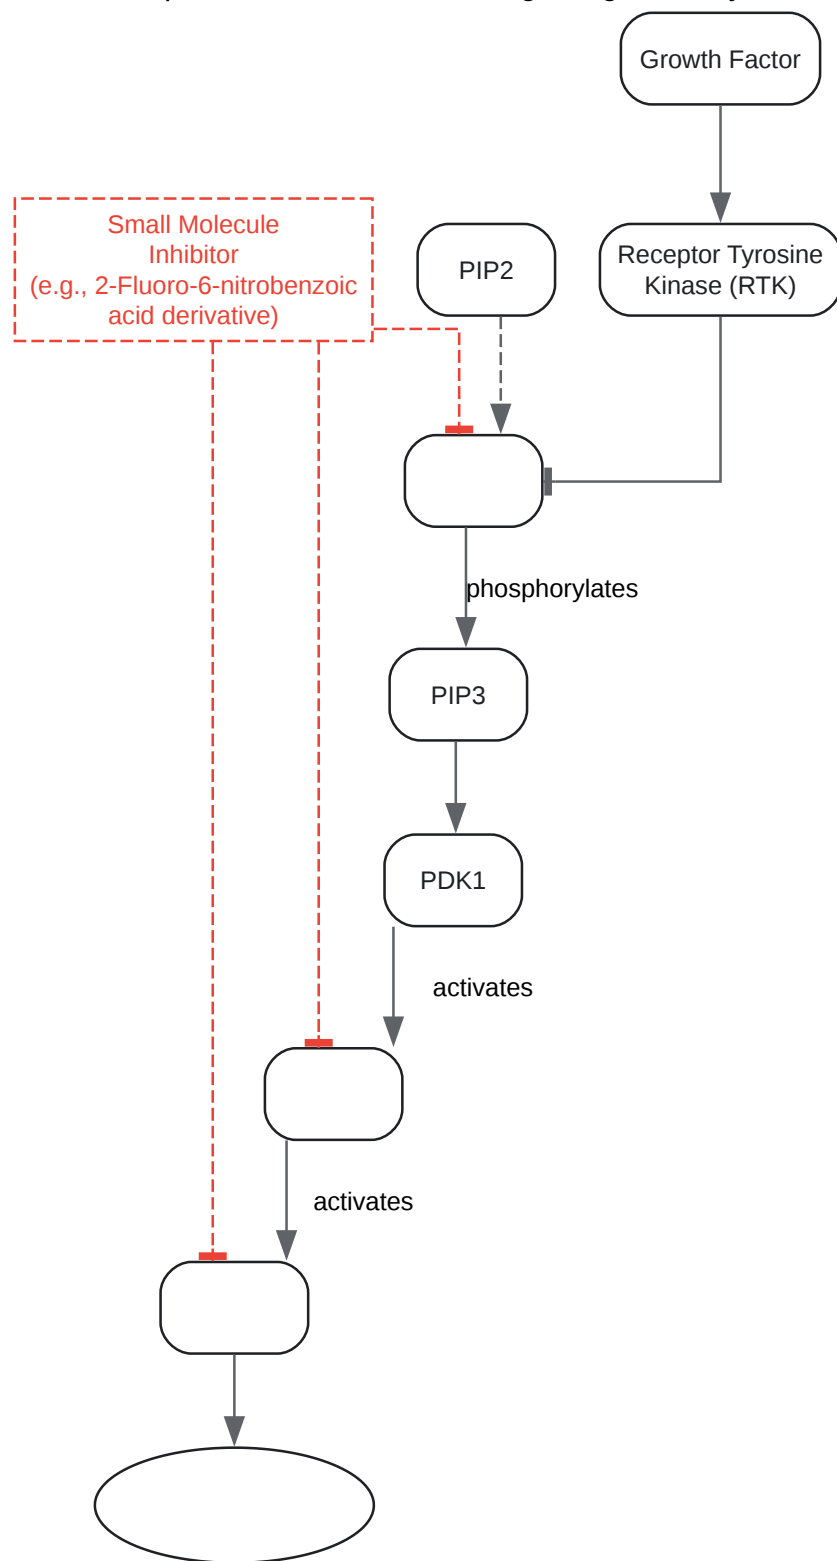 Growth Factor
Small Molecule
Inhibitor
(e.g., 2-Fluoro-6-nitrobenzoic
acid derivative)
PIP2
Receptor Tyrosine
Kinase (RTK)
phosphorylates
PIP3
PDK1
activates
activates